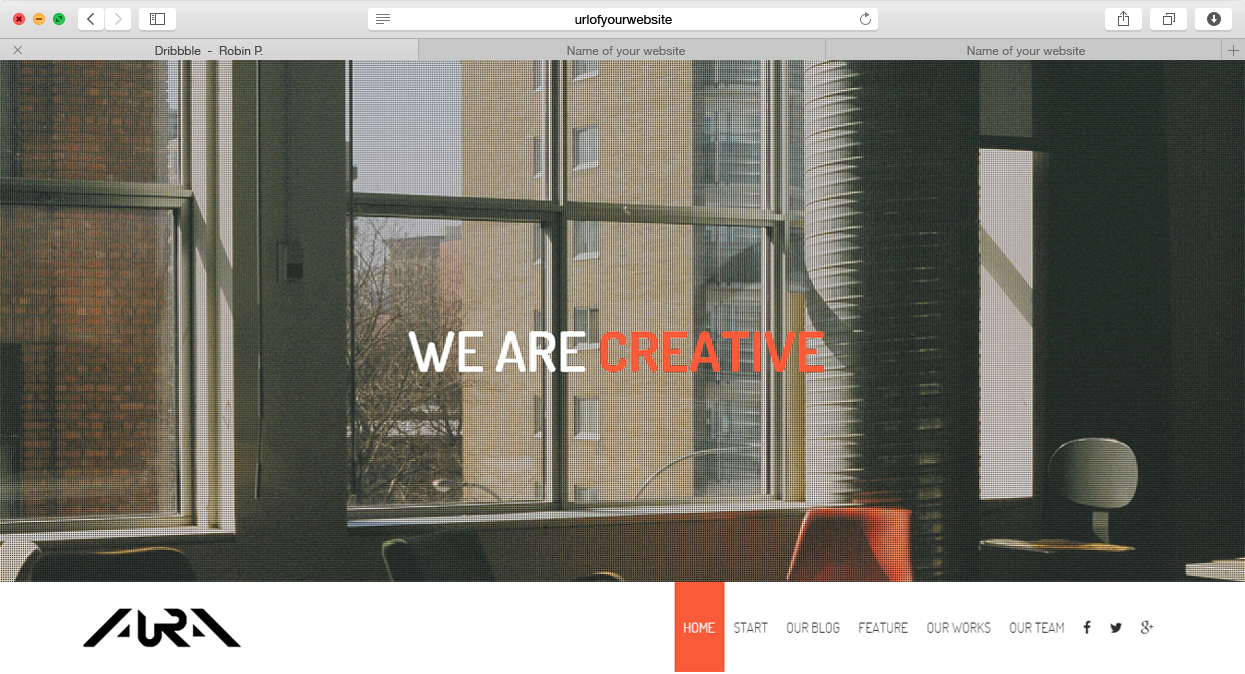 urlofyourwebsite
Dribbble - Robin P.
Name of your website
Name of your website
WE ARE CREATIVE
AURA
HOME START OUR BLOG FEATURE OUR WORKS OUR TEAM